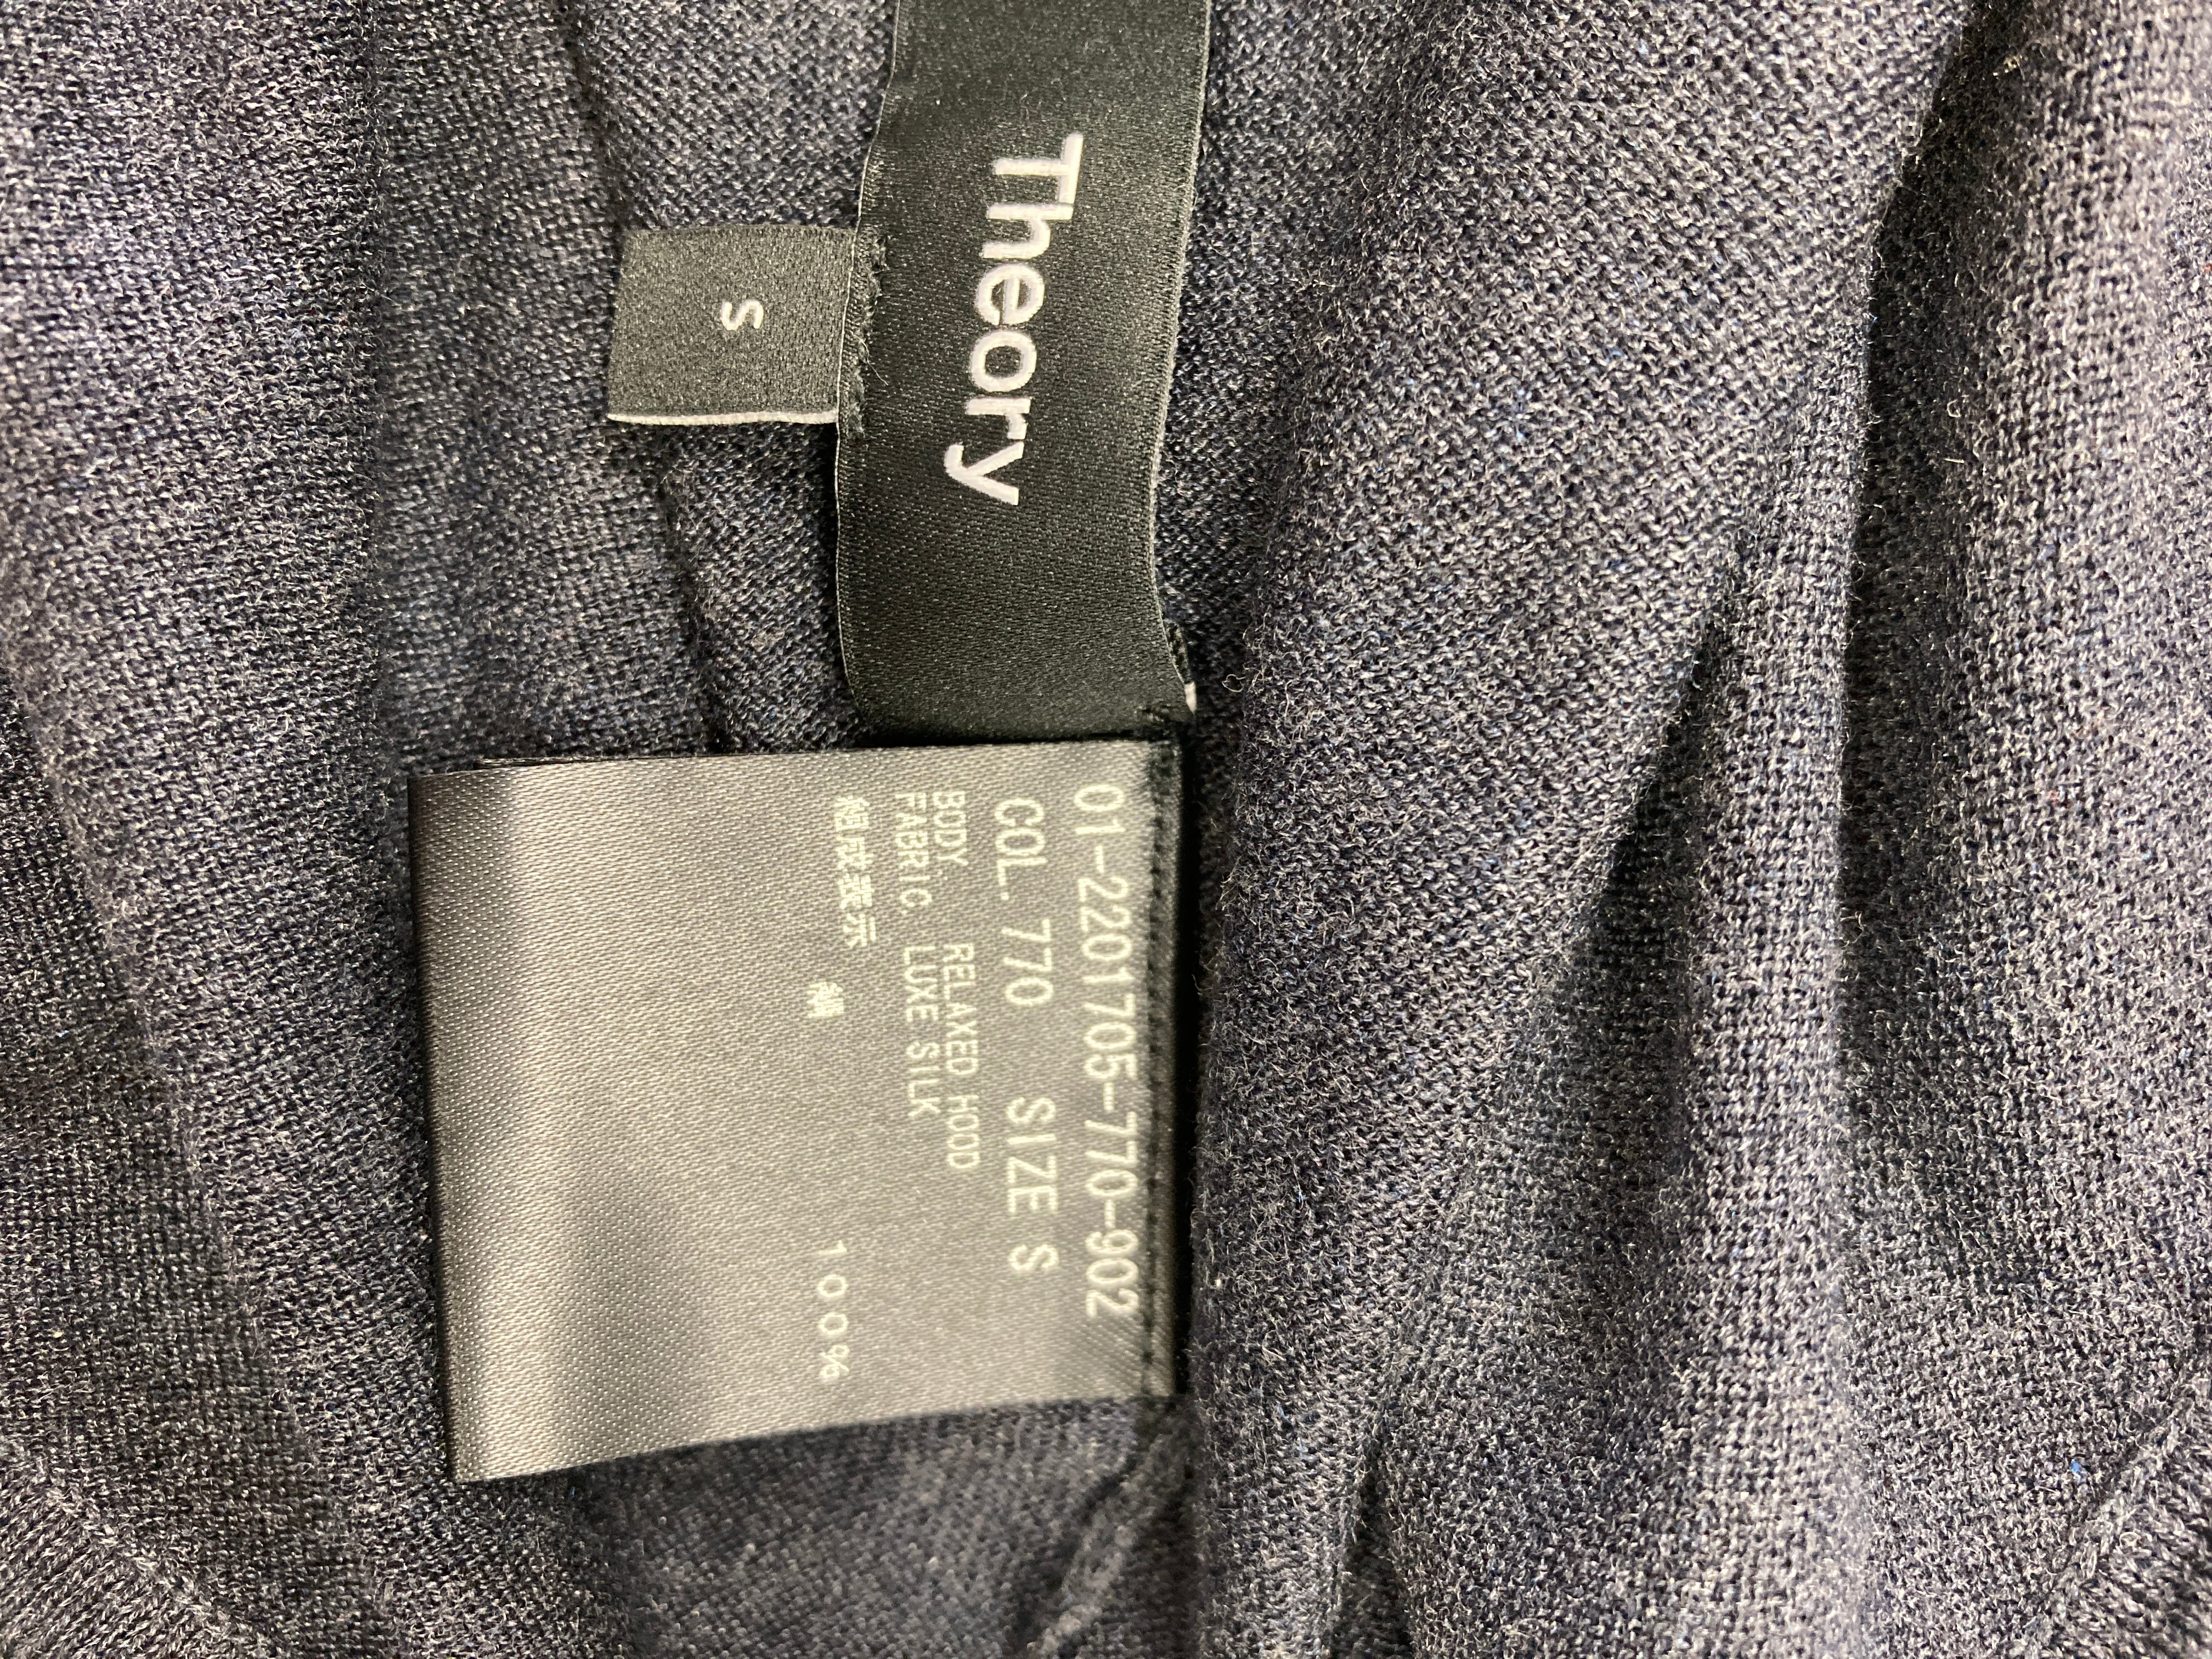 Theory
S
01-2201705-770-902
COL. 770 SIZE S
BODY. RELAXED HOOD
FABRIC. LUXE SILK
組成表示
絹 100%